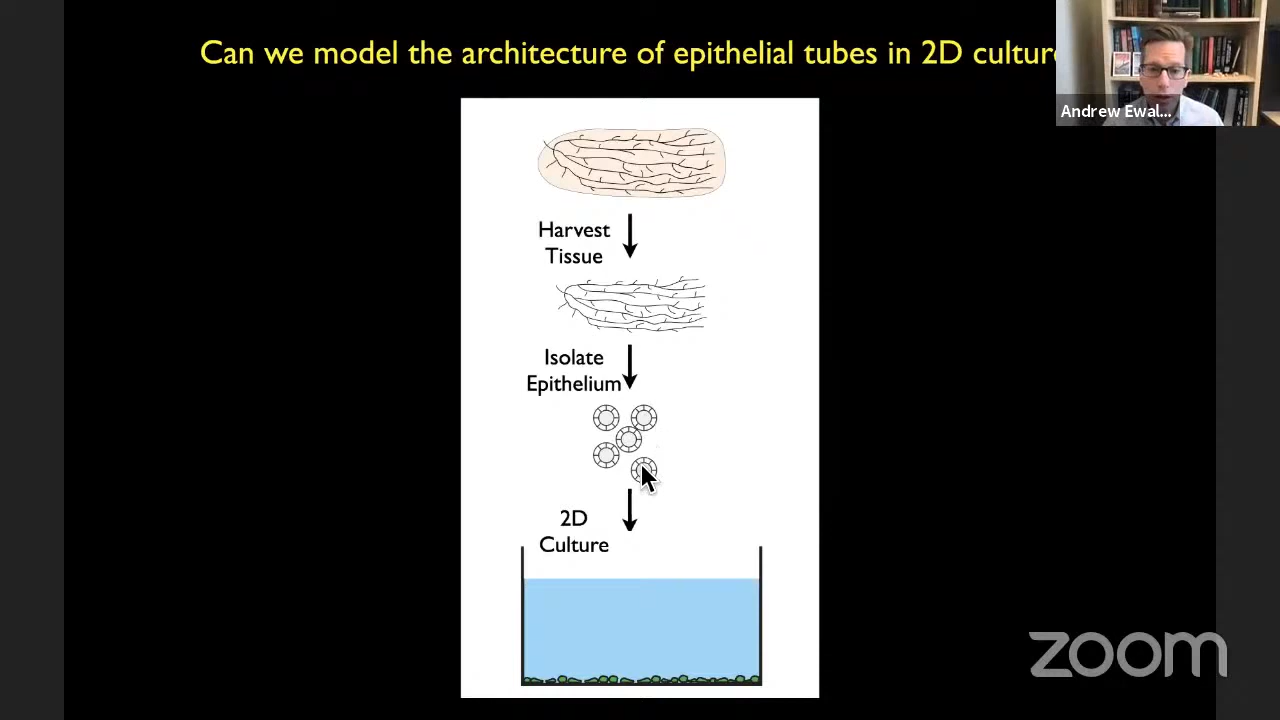 Can we model the architecture of epithelial tubes in 2D culture
Andrew Ewal...
Harvest
Tissue
Isolate
Epithelium
2D
Culture
zoom